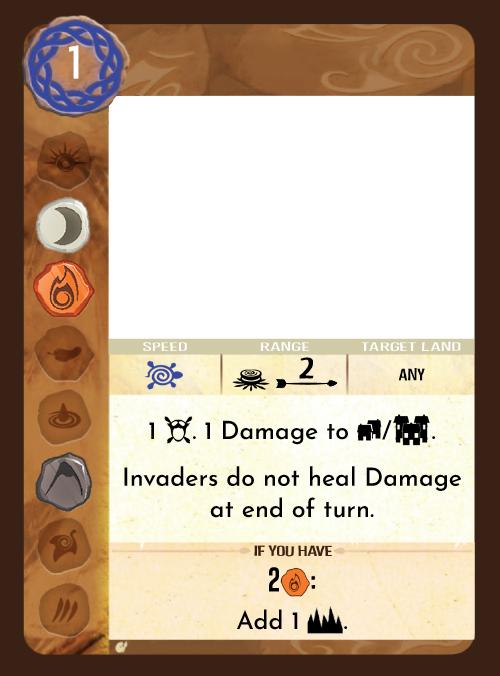 1
SPEED RANGE TARGET LAND
2 ANY
1 . 1 Damage to / .
Invaders do not heal Damage
at end of turn.
IF YOU HAVE
2 :
Add 1 .